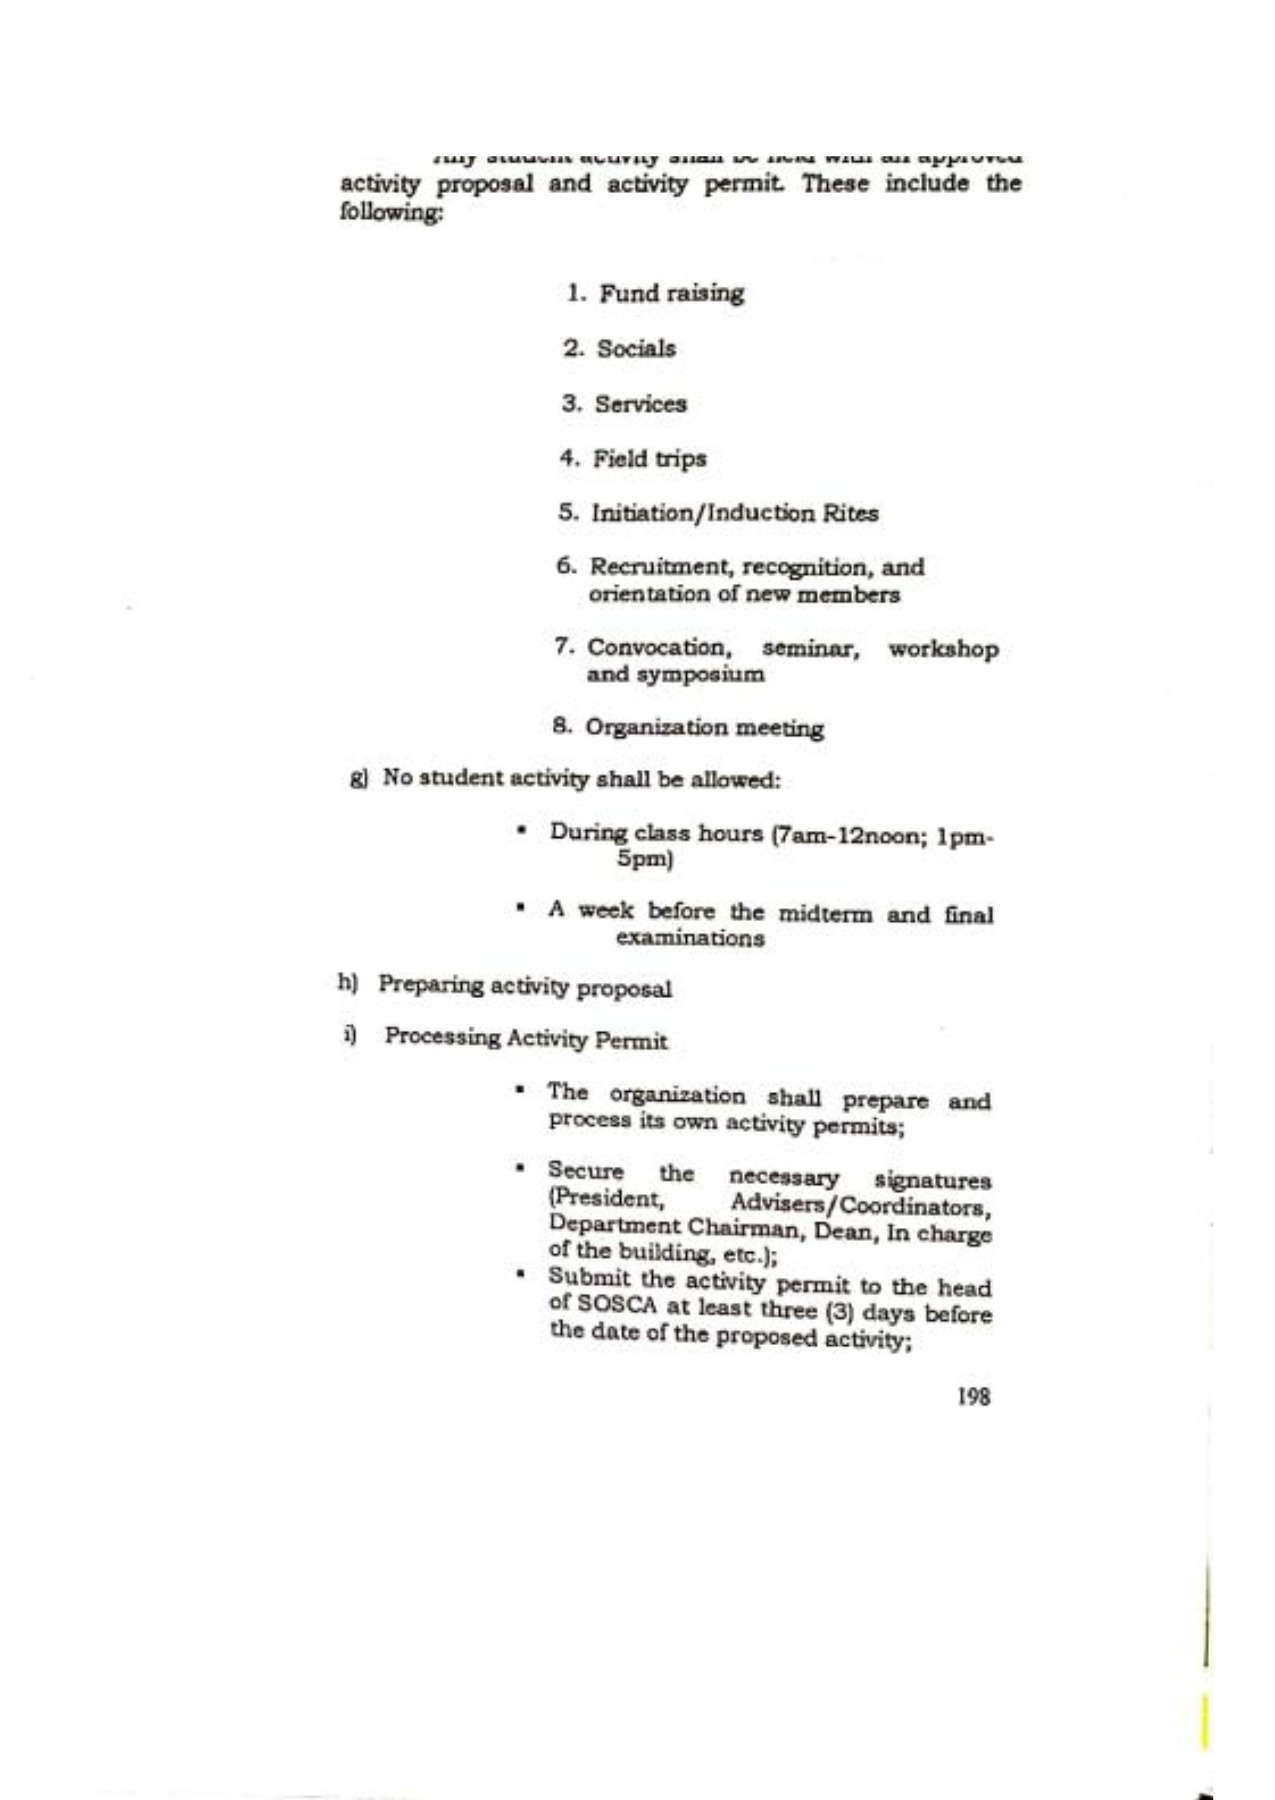 Any student activity shall be held with an approved
activity proposal and activity permit. These include the
following:
1. Fund raising
2. Socials
3. Services
4. Field trips
5. Initiation/Induction Rites
6. Recruitment, recognition, and
orientation of new members
7. Convocation, seminar, workshop
and symposium
8. Organization meeting
g) No student activity shall be allowed:
▪ During class hours (7am-12noon; 1pm-
5pm)
▪ A week before the midterm and final
examinations
h) Preparing activity proposal
i) Processing Activity Permit
▪ The organization shall prepare and
process its own activity permits;
▪ Secure the necessary signatures
(President, Advisers/Coordinators,
Department Chairman, Dean, In charge
of the building, etc.);
▪ Submit the activity permit to the head
of SOSCA at least three (3) days before
the date of the proposed activity;
198